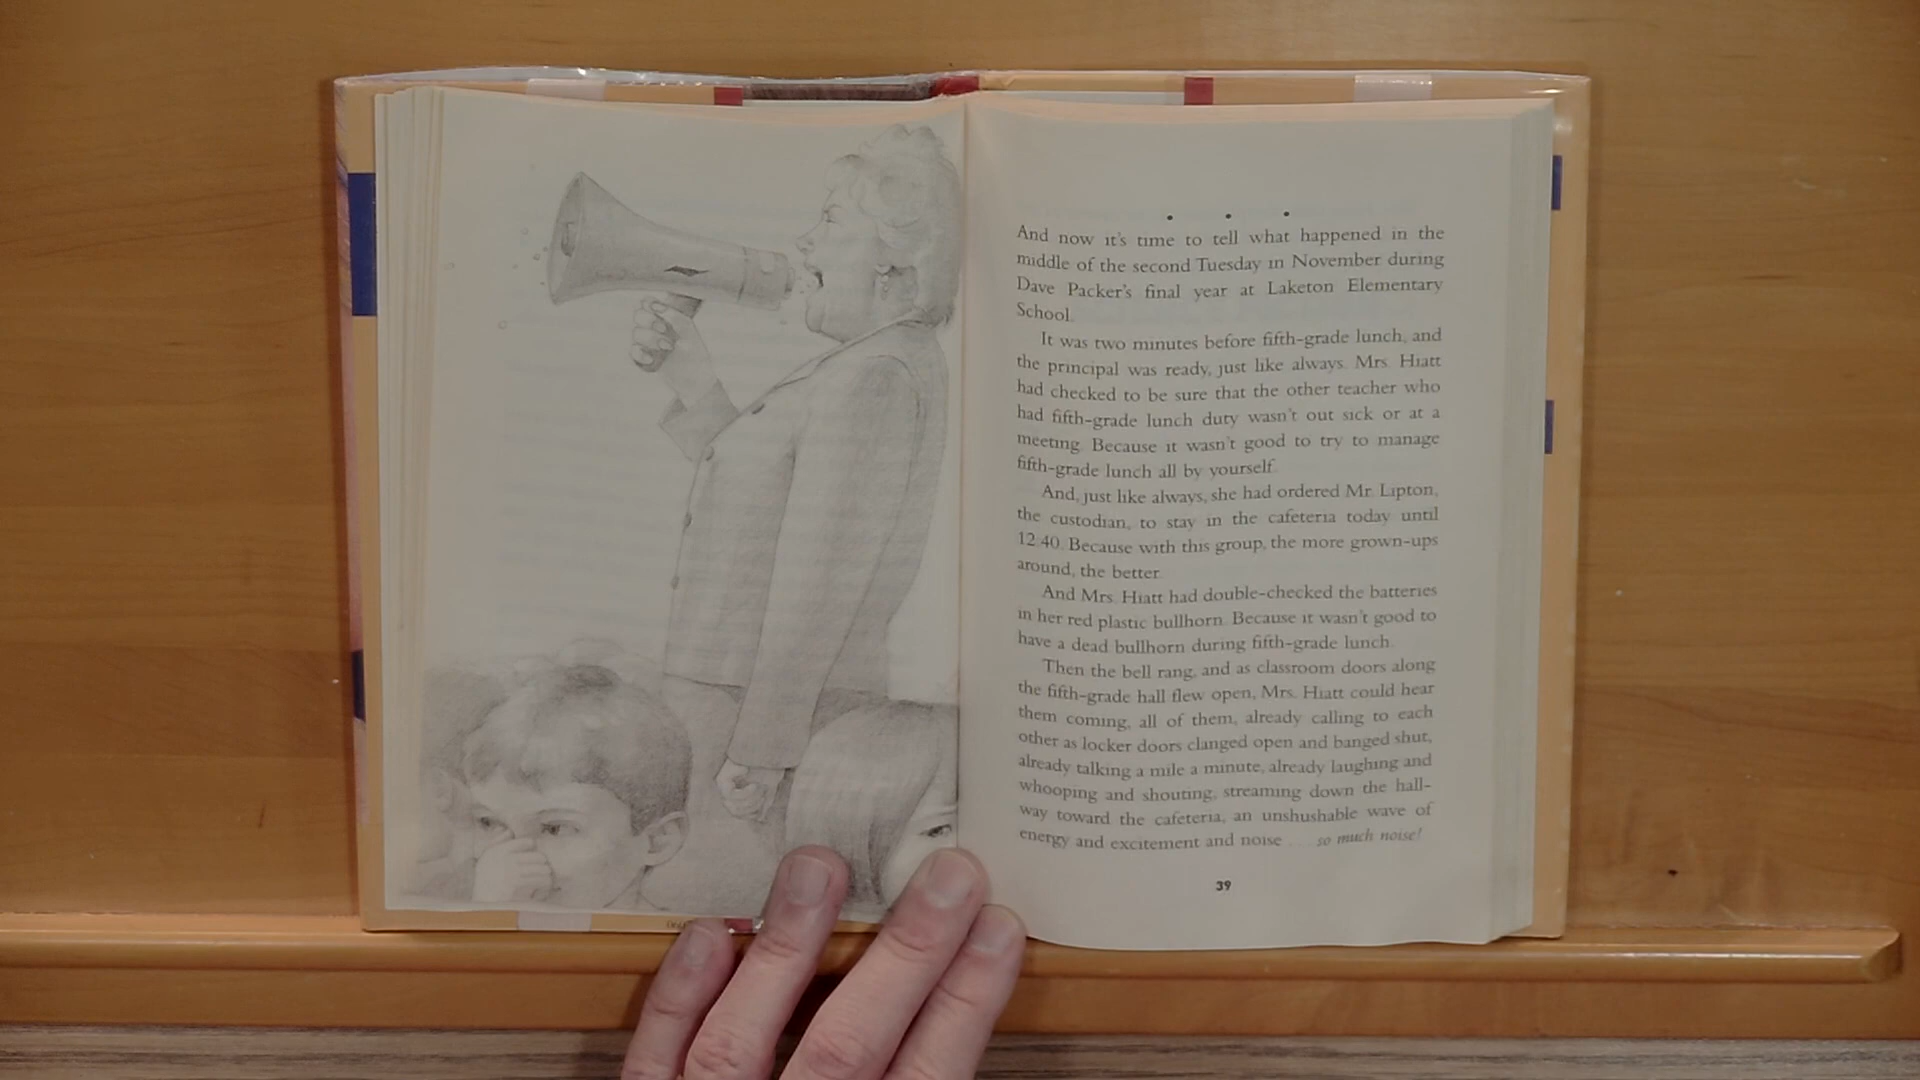 And now it's time to tell what happened in the
middle of the second Tuesday in November during
Dave Packer's final year at Laketon Elementary
School.
It was two minutes before fifth-grade lunch, and
the principal was ready, just like always. Mrs. Hiatt
had checked to be sure that the other teacher who
had fifth-grade lunch duty wasn't out sick or at a
meeting. Because it wasn't good to try to manage
fifth-grade lunch all by yourself.
And, just like always, she had ordered Mr. Lipton,
the custodian, to stay in the cafeteria today until
12:40. Because with this group, the more grown-ups
around, the better.
And Mrs. Hiatt had double-checked the batteries
in her red plastic bullhorn. Because it wasn't good to
have a dead bullhorn during fifth-grade lunch.
Then the bell rang, and as classroom doors along
the fifth-grade hall flew open, Mrs. Hiatt could hear
them coming, all of them, already calling to each
other as locker doors clanged open and banged shut,
already talking a mile a minute, already laughing and
whooping and shouting, streaming down the hall-
way toward the cafeteria, an unshushable wave of
energy and excitement and noise . . . so much noise!
39